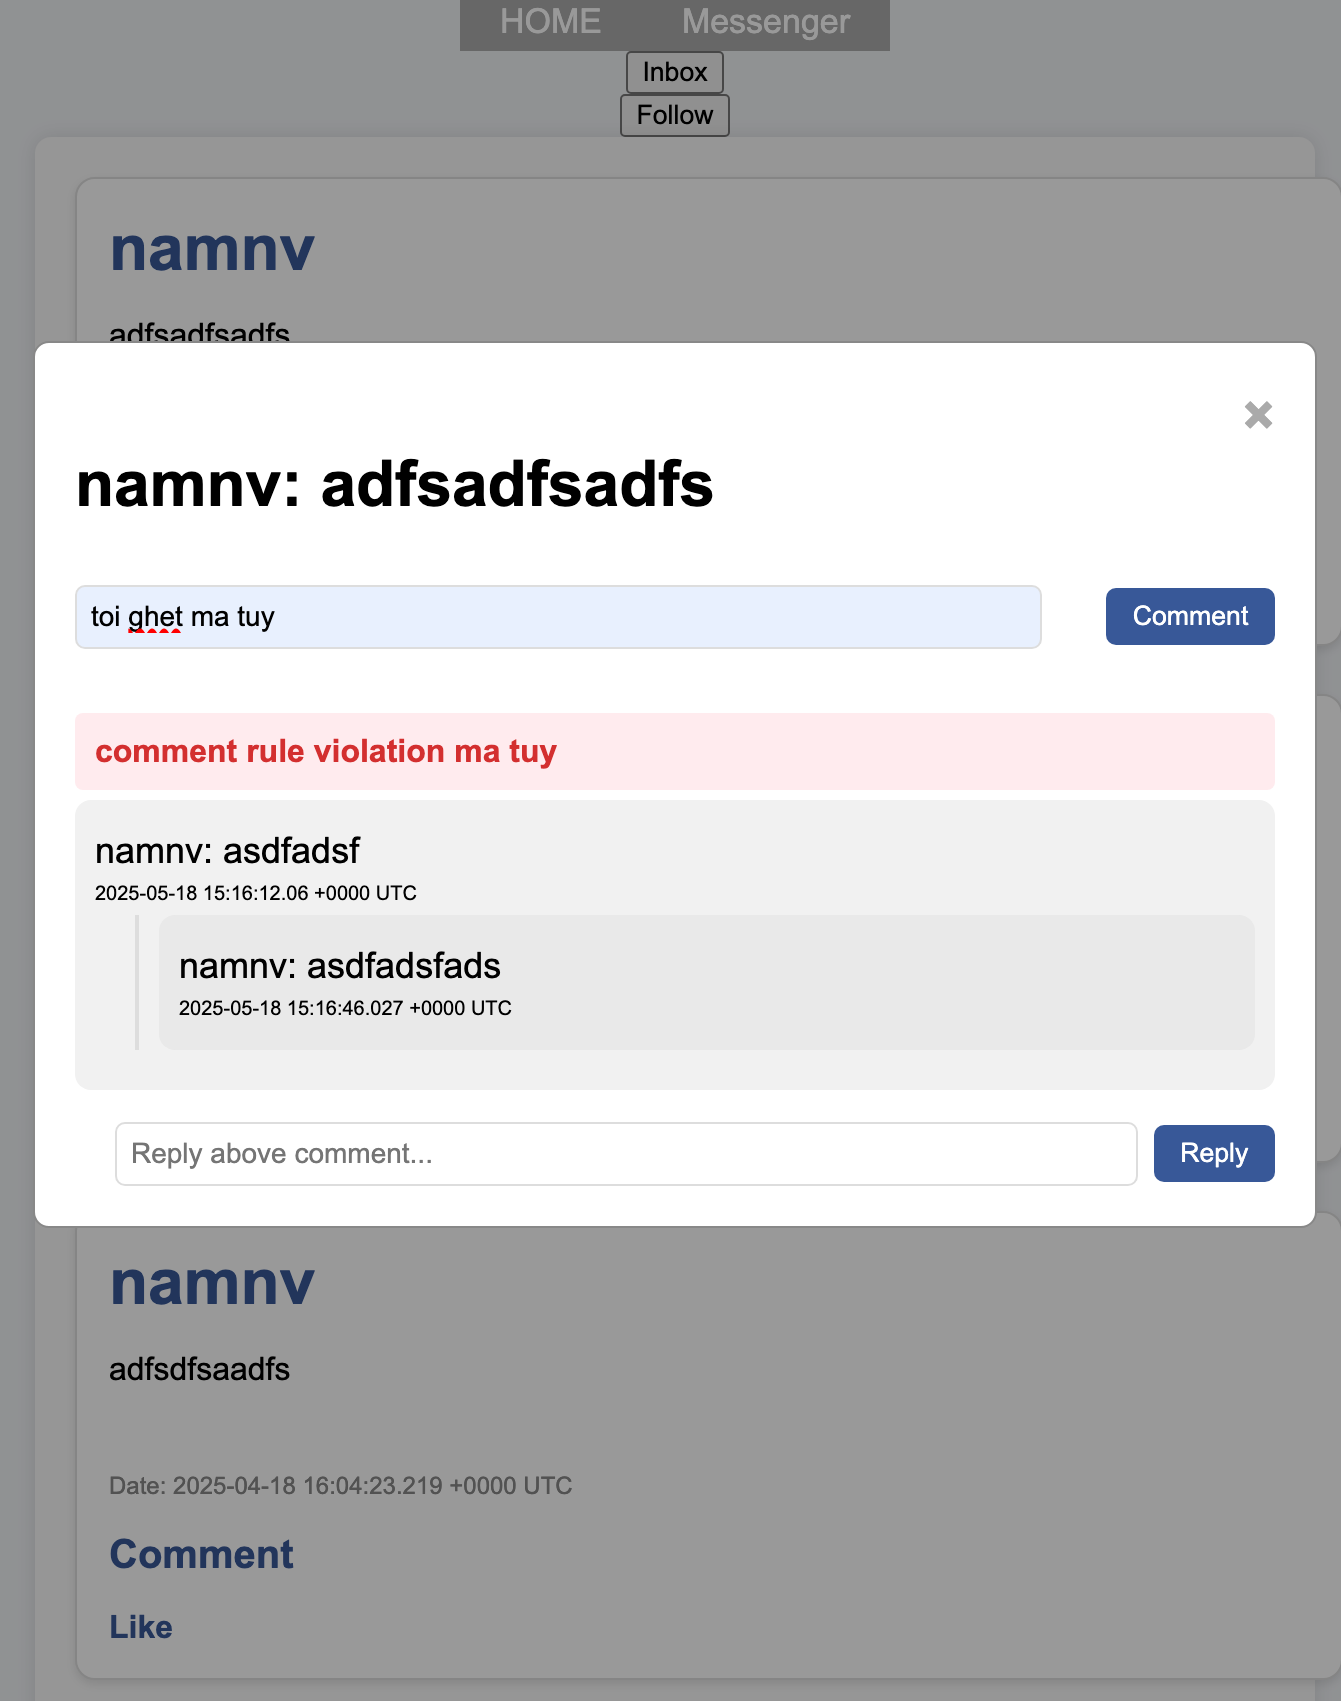 HOME Messenger
Inbox
Follow
namnv
adfsadfsadfs
×
namnv: adfsadfsadfs
toi ghet ma tuy
Comment
comment rule violation ma tuy
namnv: asdfadsf
2025-05-18 15:16:12.06 +0000 UTC
namnv: asdfadsfads
2025-05-18 15:16:46.027 +0000 UTC
Reply above comment...
Reply
namnv
adfsdfsaadfs
Date: 2025-04-18 16:04:23.219 +0000 UTC
Comment
Like